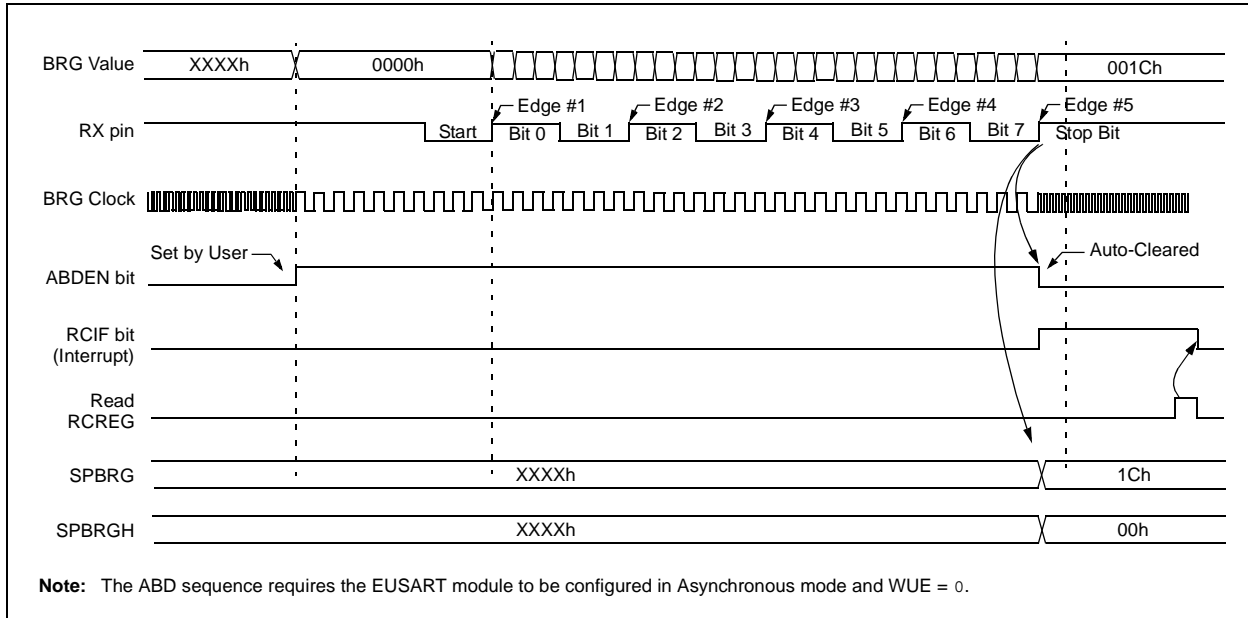 BRG Value XXXXh 0000h 001Ch
Edge #1 Edge #2 Edge #3 Edge #4 Edge #5
RX pin Start Bit 0 Bit 1 Bit 2 Bit 3 Bit 4 Bit 5 Bit 6 Bit 7 Stop Bit
BRG Clock
Set by User Auto-Cleared
ABDEN bit
RCIF bit
(Interrupt)
Read
RCREG
SPBRG XXXXh 1Ch
SPBRGH XXXXh 00h
Note: The ABD sequence requires the EUSART module to be configured in Asynchronous mode and WUE = 0.